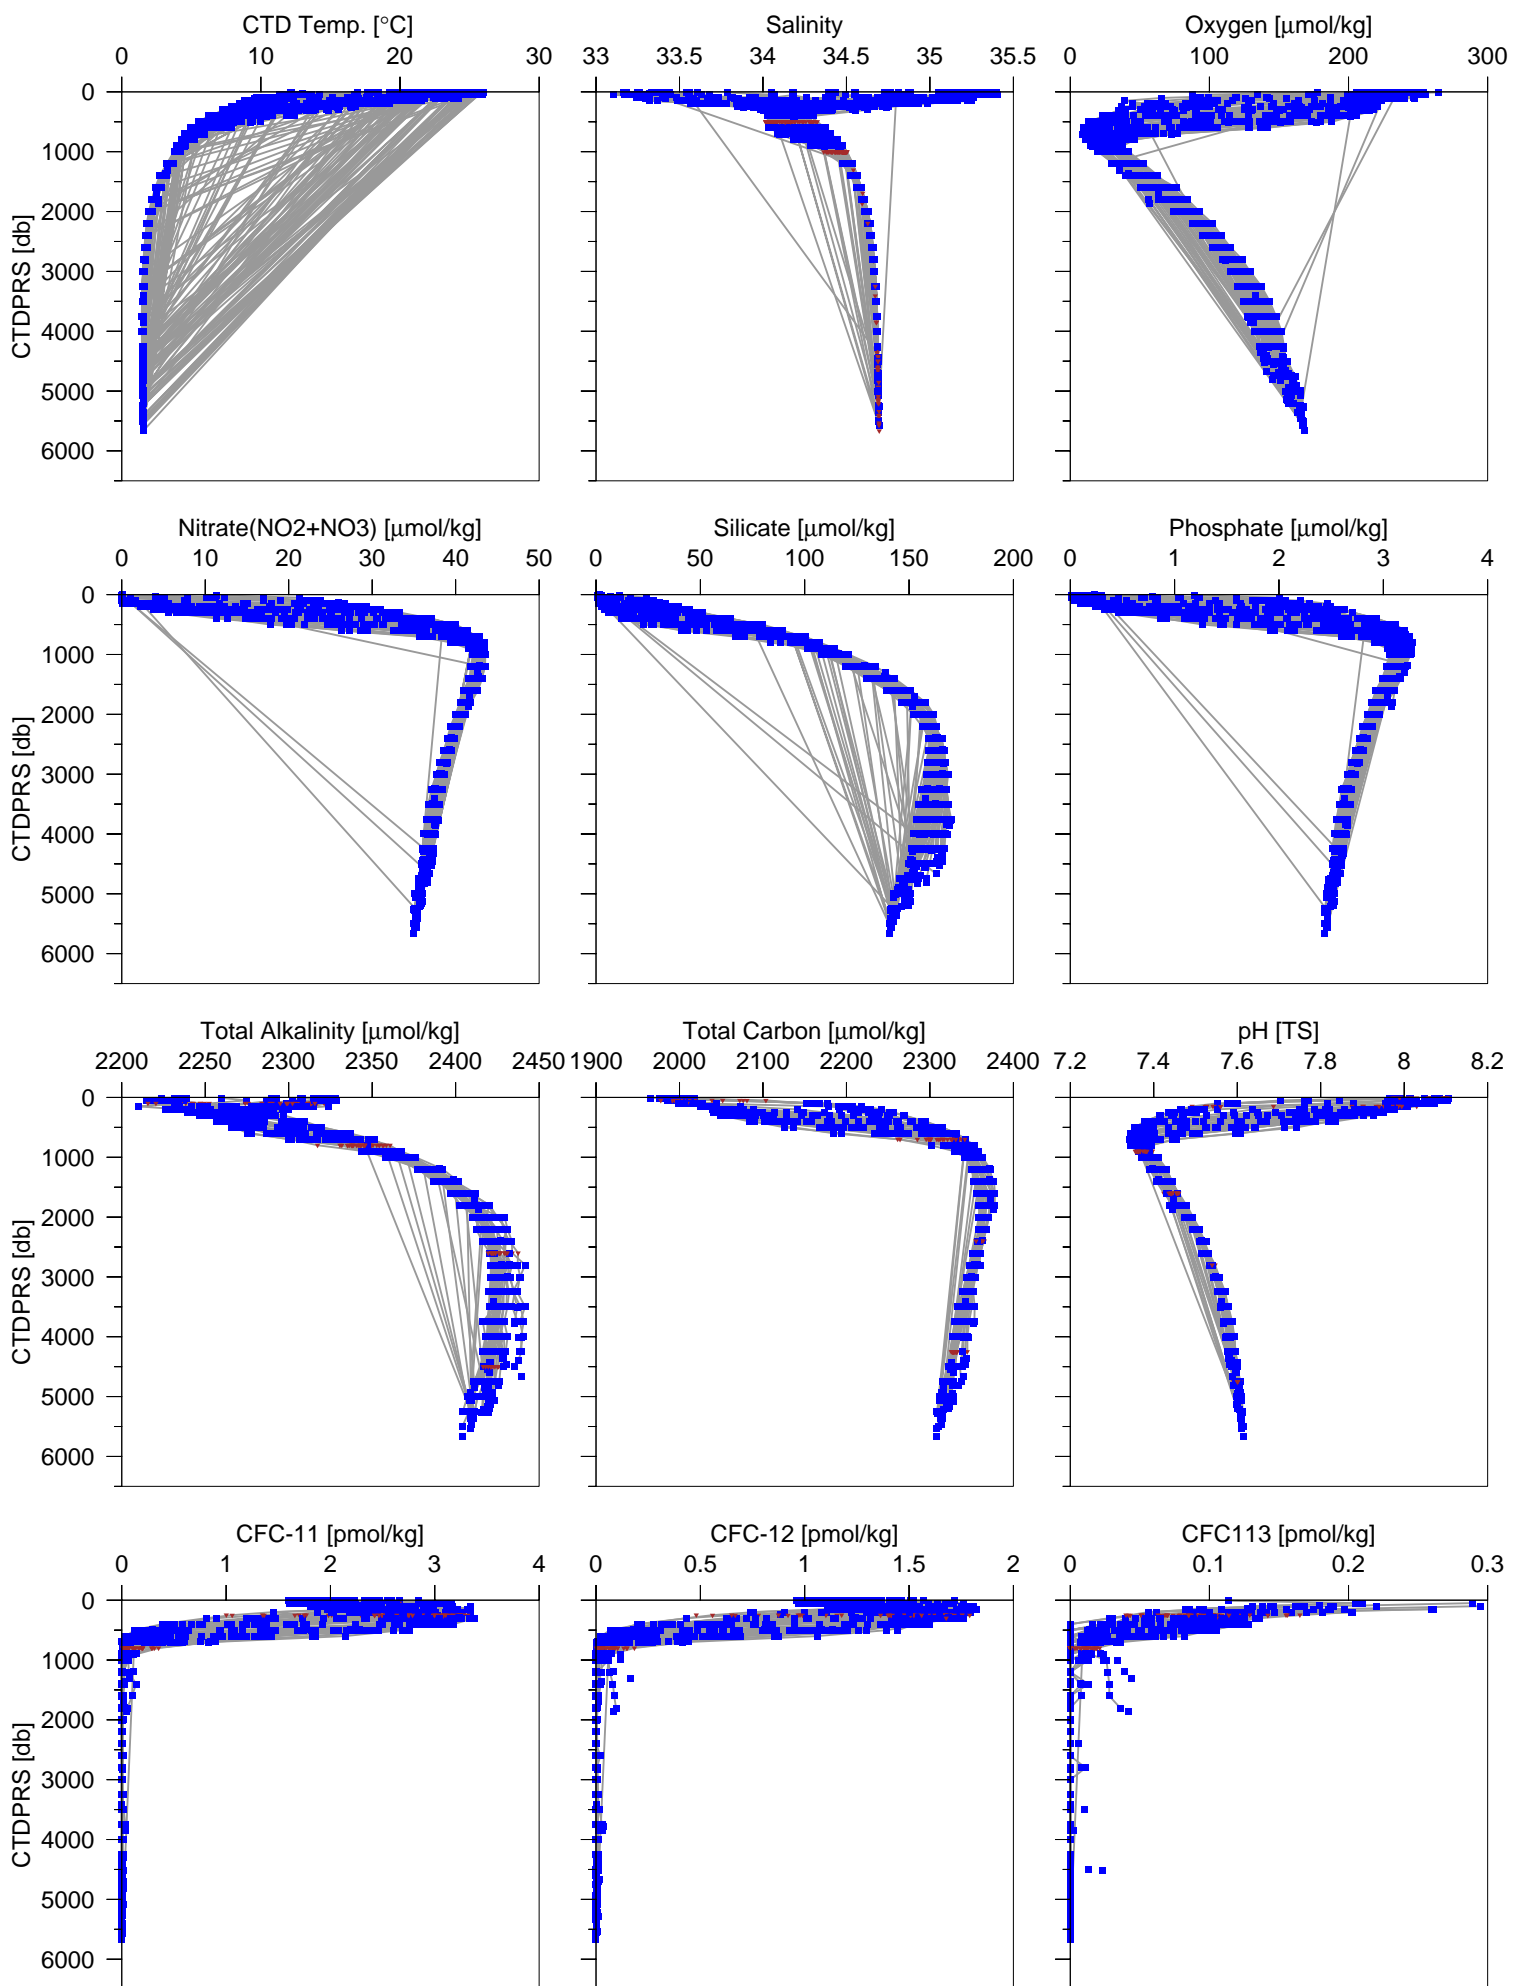 CTD Temp. [°C] Salinity Oxygen [μmol/kg]
0 10 20 30 33 33.5 34 34.5 35 35.5 0 100 200 300
0
1000
2000
3000
4000
5000
6000
CTDPRS [db]
Nitrate(NO2+NO3) [μmol/kg] Silicate [μmol/kg] Phosphate [μmol/kg]
0 10 20 30 40 50 0 50 100 150 200 0 1 2 3 4
0
1000
2000
3000
4000
5000
6000
CTDPRS [db]
Total Alkalinity [μmol/kg] Total Carbon [μmol/kg] pH [TS]
2200 2250 2300 2350 2400 2450 1900 2000 2100 2200 2300 2400 7.2 7.4 7.6 7.8 8 8.2
0
1000
2000
3000
4000
5000
6000
CTDPRS [db]
CFC-11 [pmol/kg] CFC-12 [pmol/kg] CFC113 [pmol/kg]
0 1 2 3 4 0 0.5 1 1.5 2 0 0.1 0.2 0.3
0
1000
2000
3000
4000
5000
6000
CTDPRS [db]